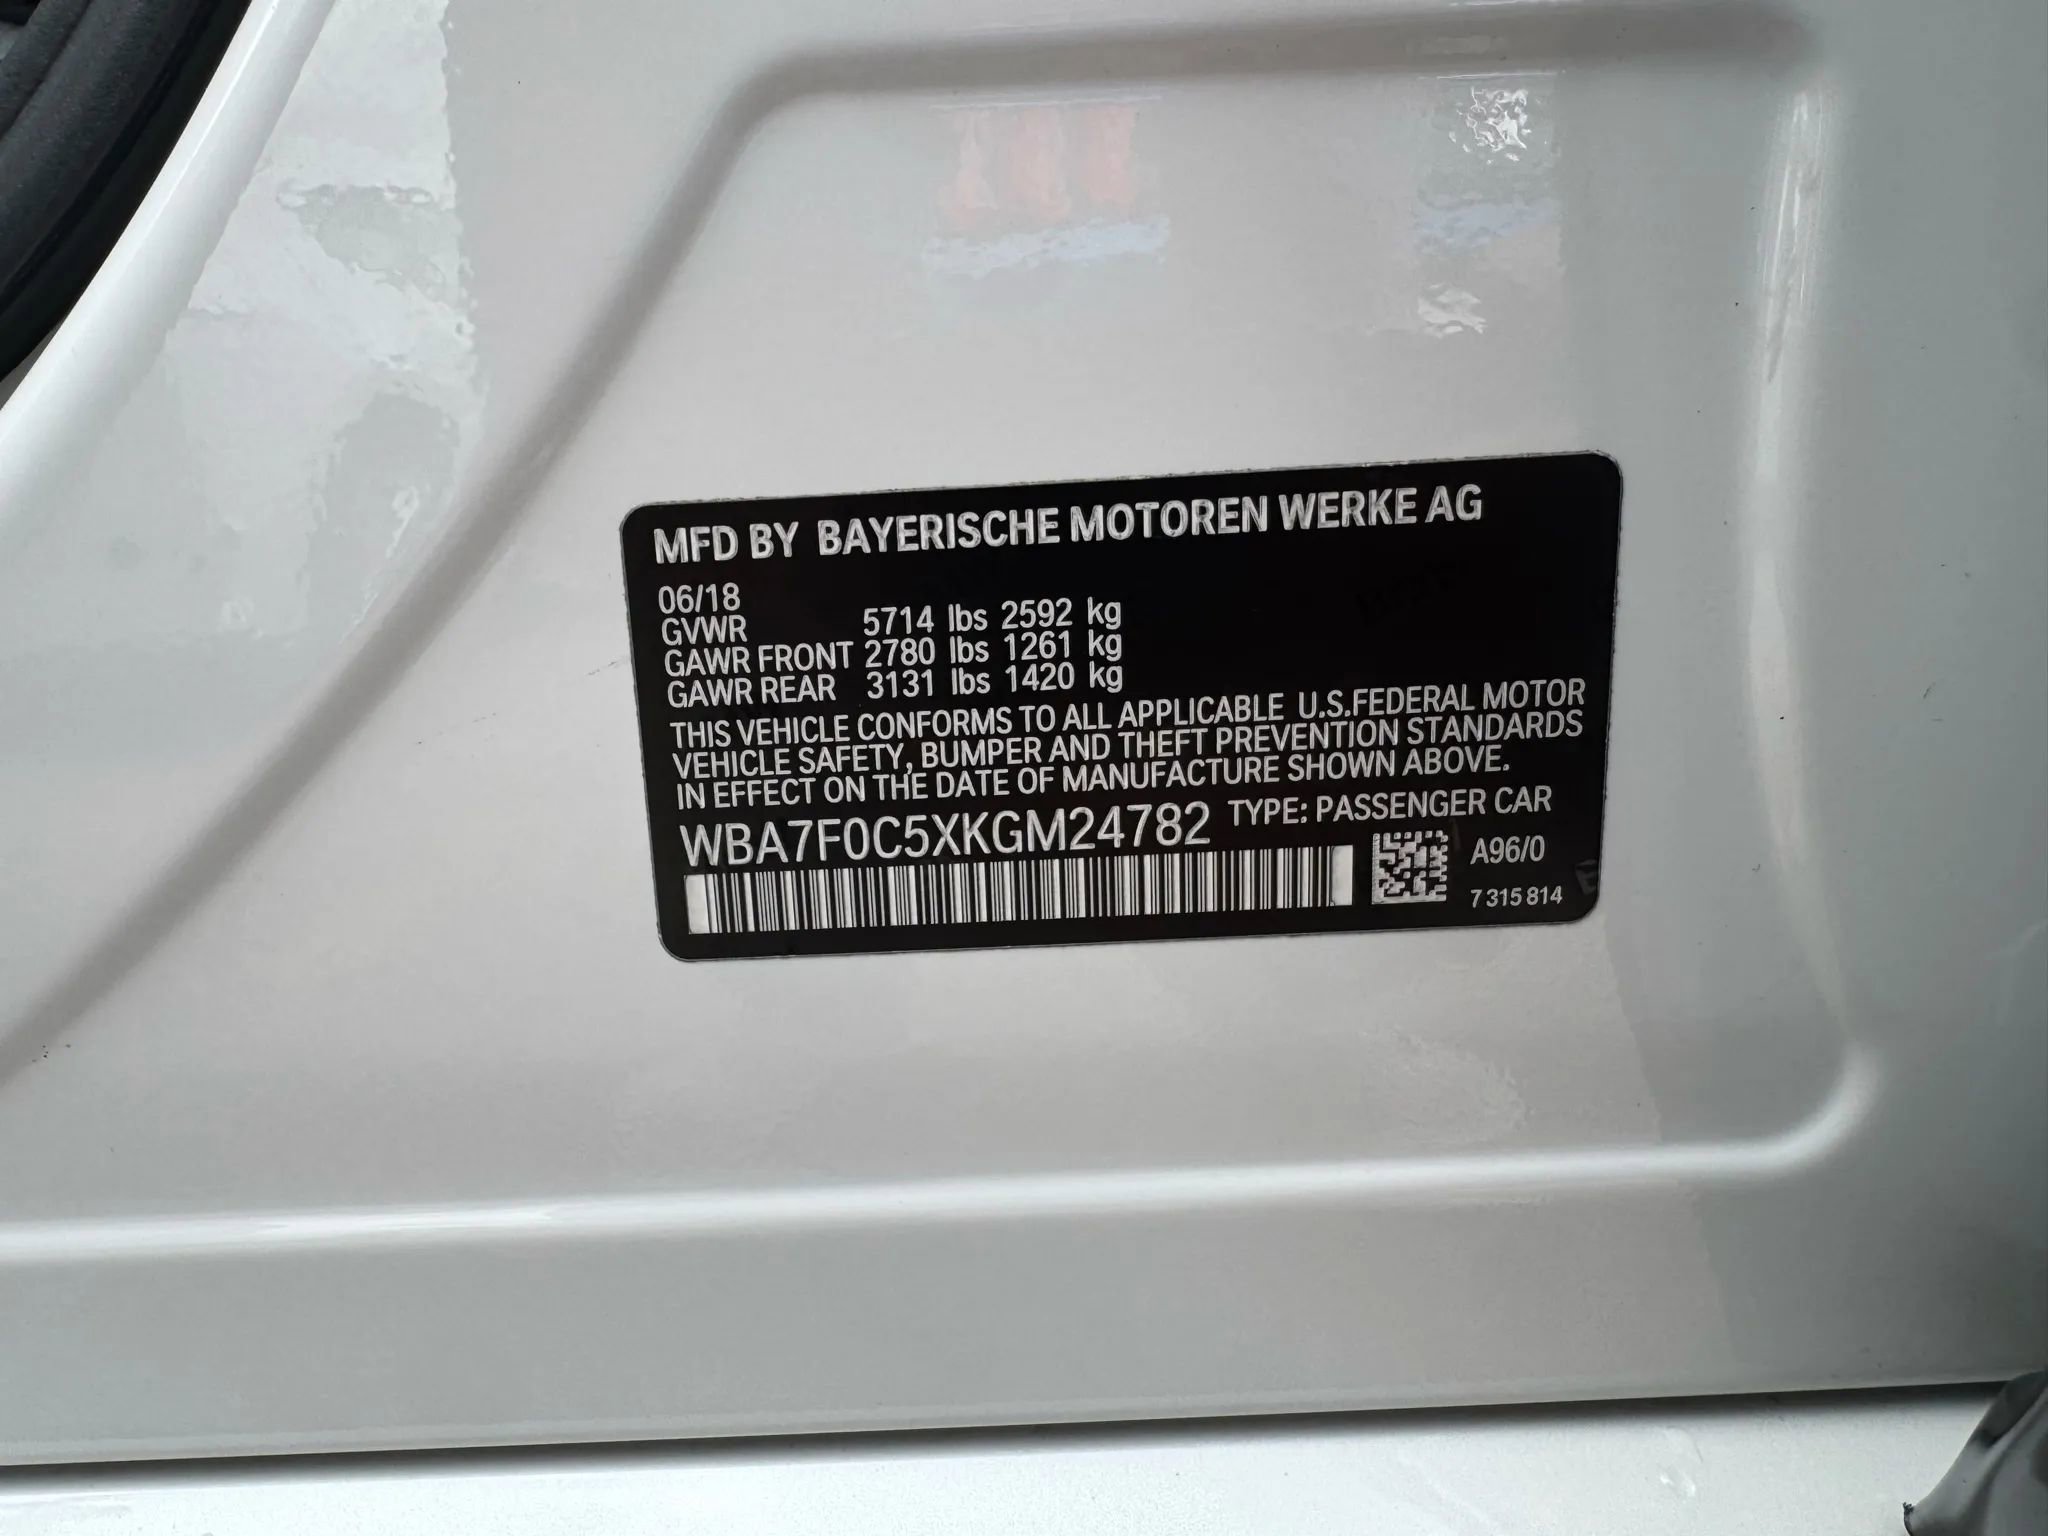 MFD BY BAYERISCHE MOTOREN WERKE AG
06/18
GVWR 5714 lbs 2592 kg
GAWR FRONT 2780 lbs 1261 kg
GAWR REAR 3131 lbs 1420 kg
THIS VEHICLE CONFORMS TO ALL APPLICABLE U.S.FEDERAL MOTOR
VEHICLE SAFETY, BUMPER AND THEFT PREVENTION STANDARDS
IN EFFECT ON THE DATE OF MANUFACTURE SHOWN ABOVE.
WBA7F0C5XKGM24782 TYPE: PASSENGER CAR
A96/0
7 315 814